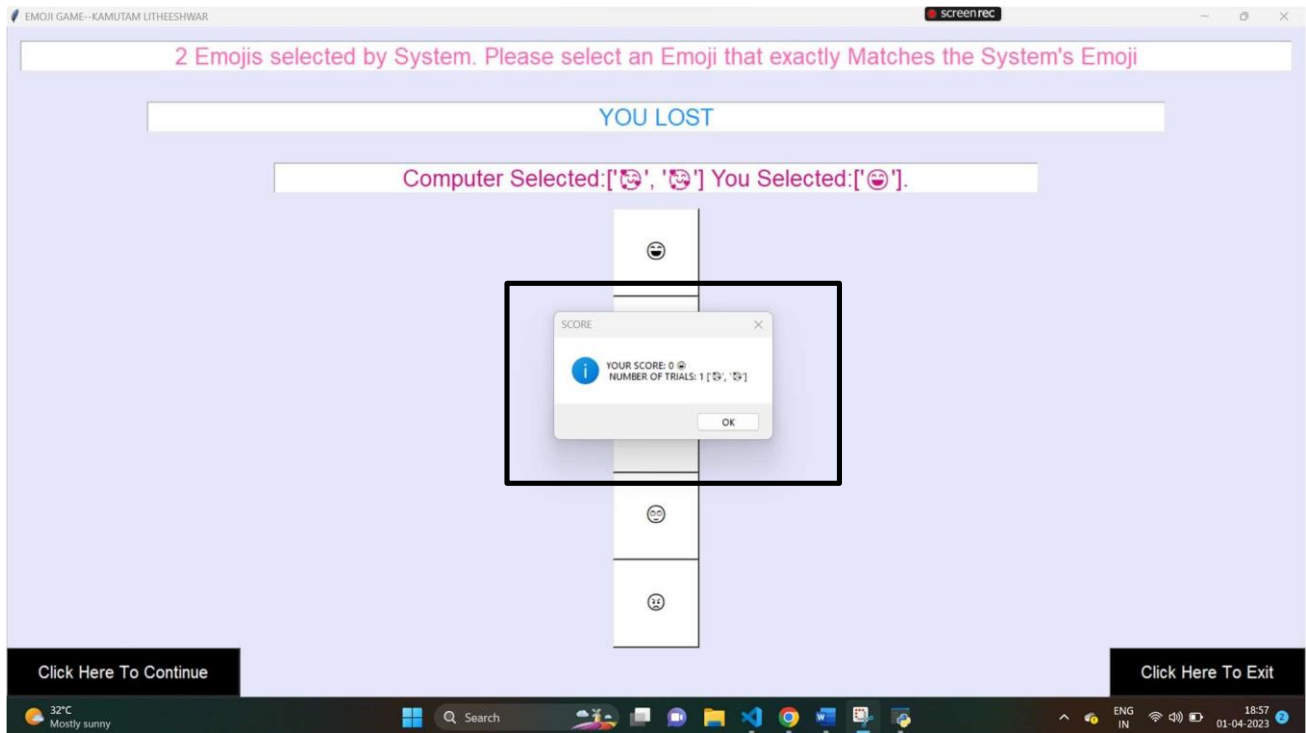 EMOJI GAME--KAMUTAM LITHEESHWAR
screenrec
2 Emojis selected by System. Please select an Emoji that exactly Matches the System's Emoji
YOU LOST
Computer Selected:['🥰', '🥰'] You Selected:['😄'].
😄
SCORE
YOUR SCORE: 0 😄
NUMBER OF TRIALS: 1 ['🥰', '🥰']
OK
🥺
😡
Click Here To Continue
Click Here To Exit
32°C
Mostly sunny
Search
ENG
IN
18:57
01-04-2023
2